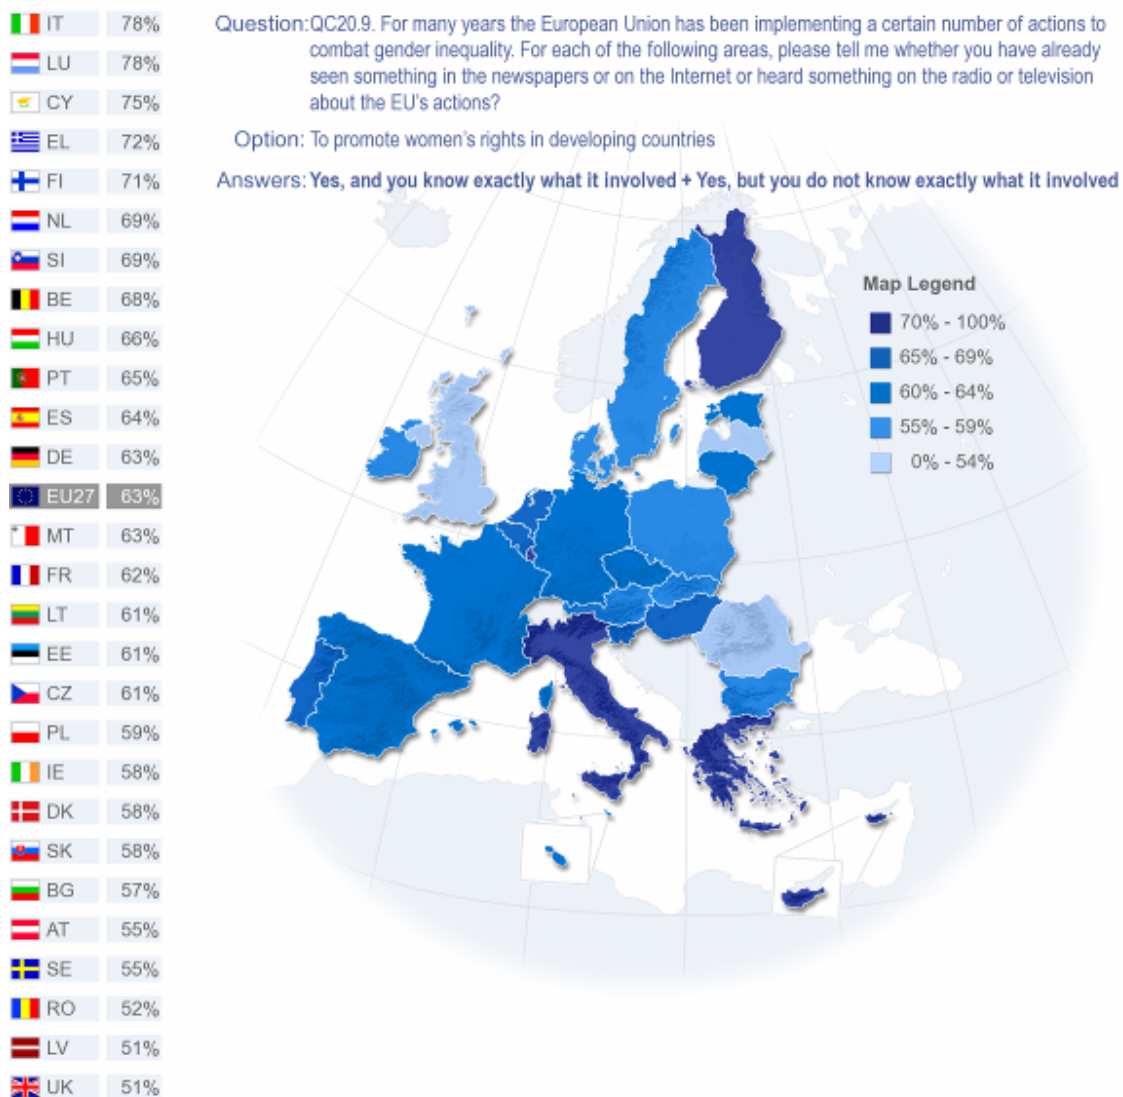 Question:QC20.9. For many years the European Union has been implementing a certain number of actions to
combat gender inequality. For each of the following areas, please tell me whether you have already
seen something in the newspapers or on the Internet or heard something on the radio or television
about the EU's actions?
Option: To promote women's rights in developing countries
Answers: Yes, and you know exactly what it involved + Yes, but you do not know exactly what it involved
IT 78%
LU 78%
CY 75%
EL 72%
FI 71%
NL 69%
SI 69%
BE 68%
HU 66%
PT 65%
ES 64%
DE 63%
EU27 63%
MT 63%
FR 62%
LT 61%
EE 61%
CZ 61%
PL 59%
IE 58%
DK 58%
SK 58%
BG 57%
AT 55%
SE 55%
RO 52%
LV 51%
UK 51%
Map Legend
70% - 100%
65% - 69%
60% - 64%
55% - 59%
0% - 54%